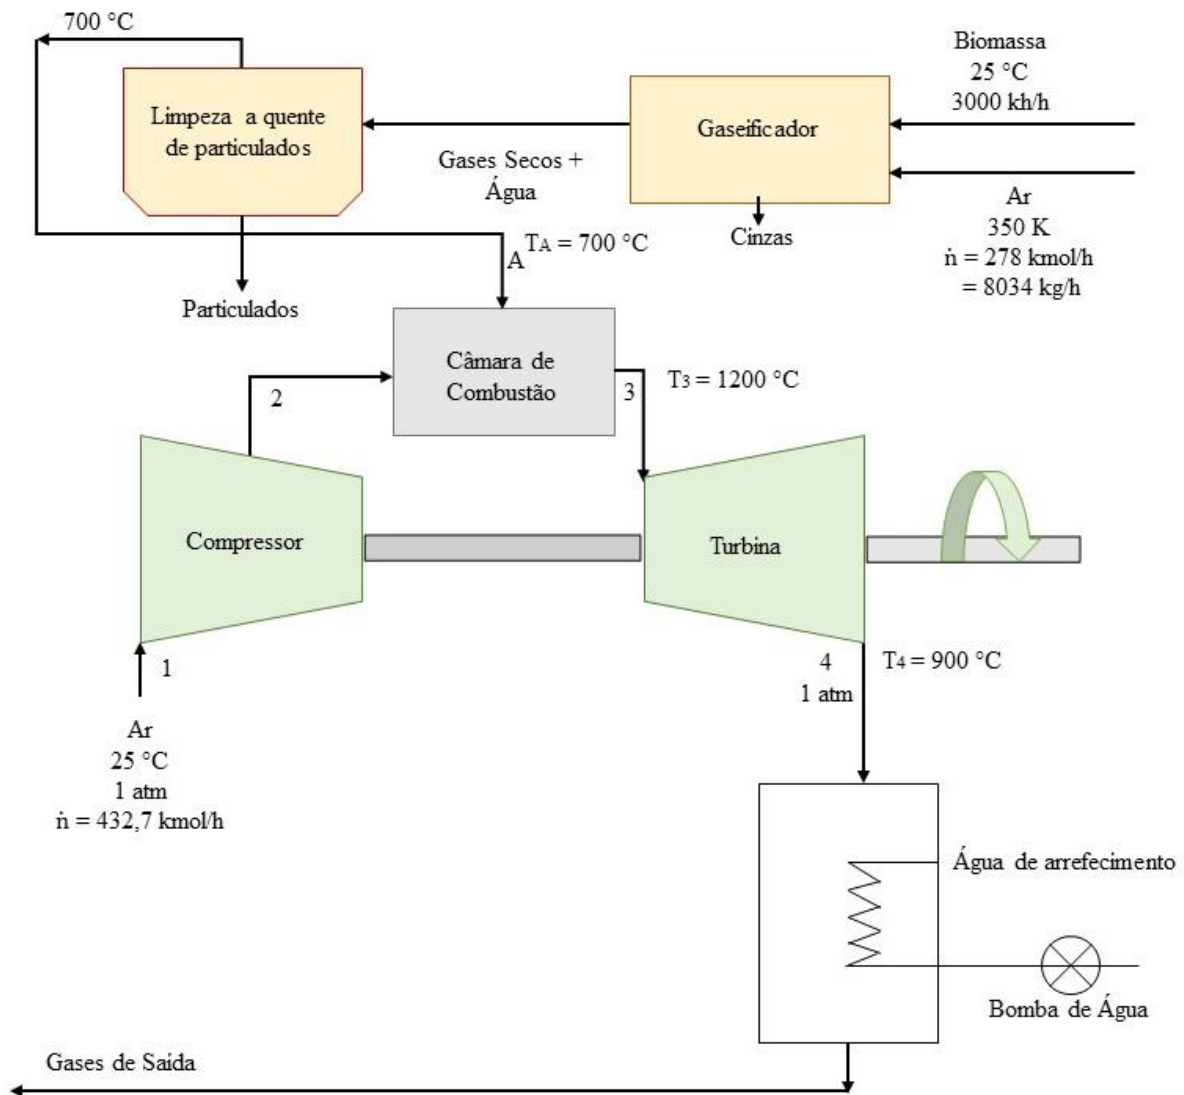 700 °C
Limpeza a quente
de particulados
Gaseificador
Biomassa
25 °C
3000 kh/h
Gases Secos +
Água
Ar
350 K
ṅ = 278 kmol/h
= 8034 kg/h
Cinzas
A
TA = 700 °C
Particulados
Câmara de
Combustão
2
3
T3 = 1200 °C
Compressor
Turbina
1
4
1 atm
T4 = 900 °C
Ar
25 °C
1 atm
ṅ = 432,7 kmol/h
Água de arrefecimento
Bomba de Água
Gases de Saída